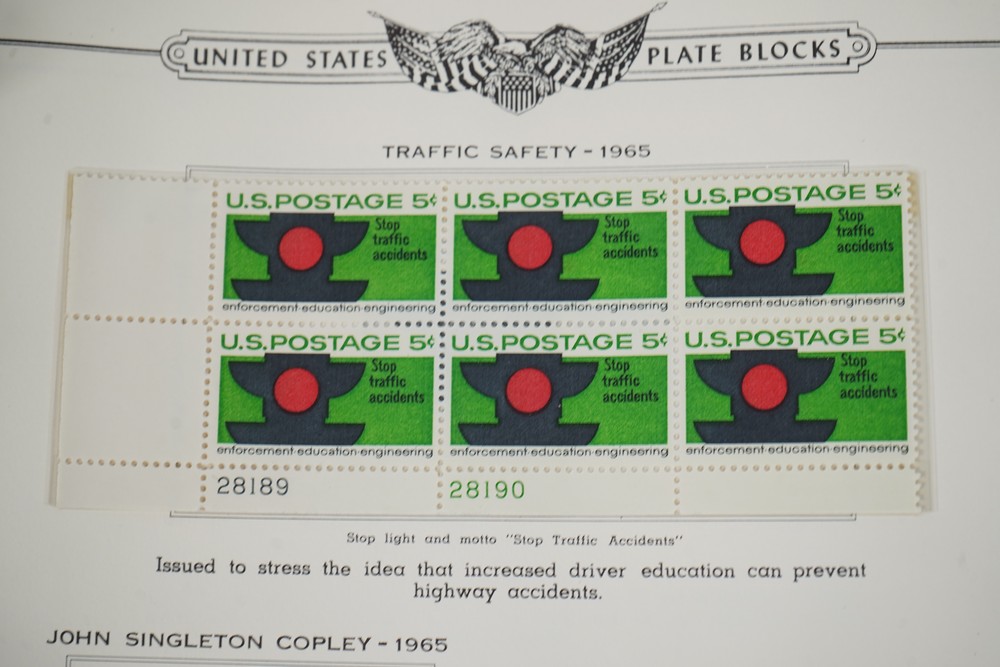 UNITED STATES PLATE BLOCKS
TRAFFIC SAFETY - 1965
U.S.POSTAGE 5¢
Stop
traffic
accidents
enforcement·education·engineering
U.S.POSTAGE 5¢
Stop
traffic
accidents
enforcement·education·engineering
U.S.POSTAGE 5¢
Stop
traffic
accidents
enforcement·education·engineering
U.S.POSTAGE 5¢
Stop
traffic
accidents
enforcement·education·engineering
U.S.POSTAGE 5¢
Stop
traffic
accidents
enforcement·education·engineering
U.S.POSTAGE 5¢
Stop
traffic
accidents
enforcement·education·engineering
28189
28190
Stop light and motto "Stop Traffic Accidents"
Issued to stress the idea that increased driver education can prevent
highway accidents.
JOHN SINGLETON COPLEY - 1965